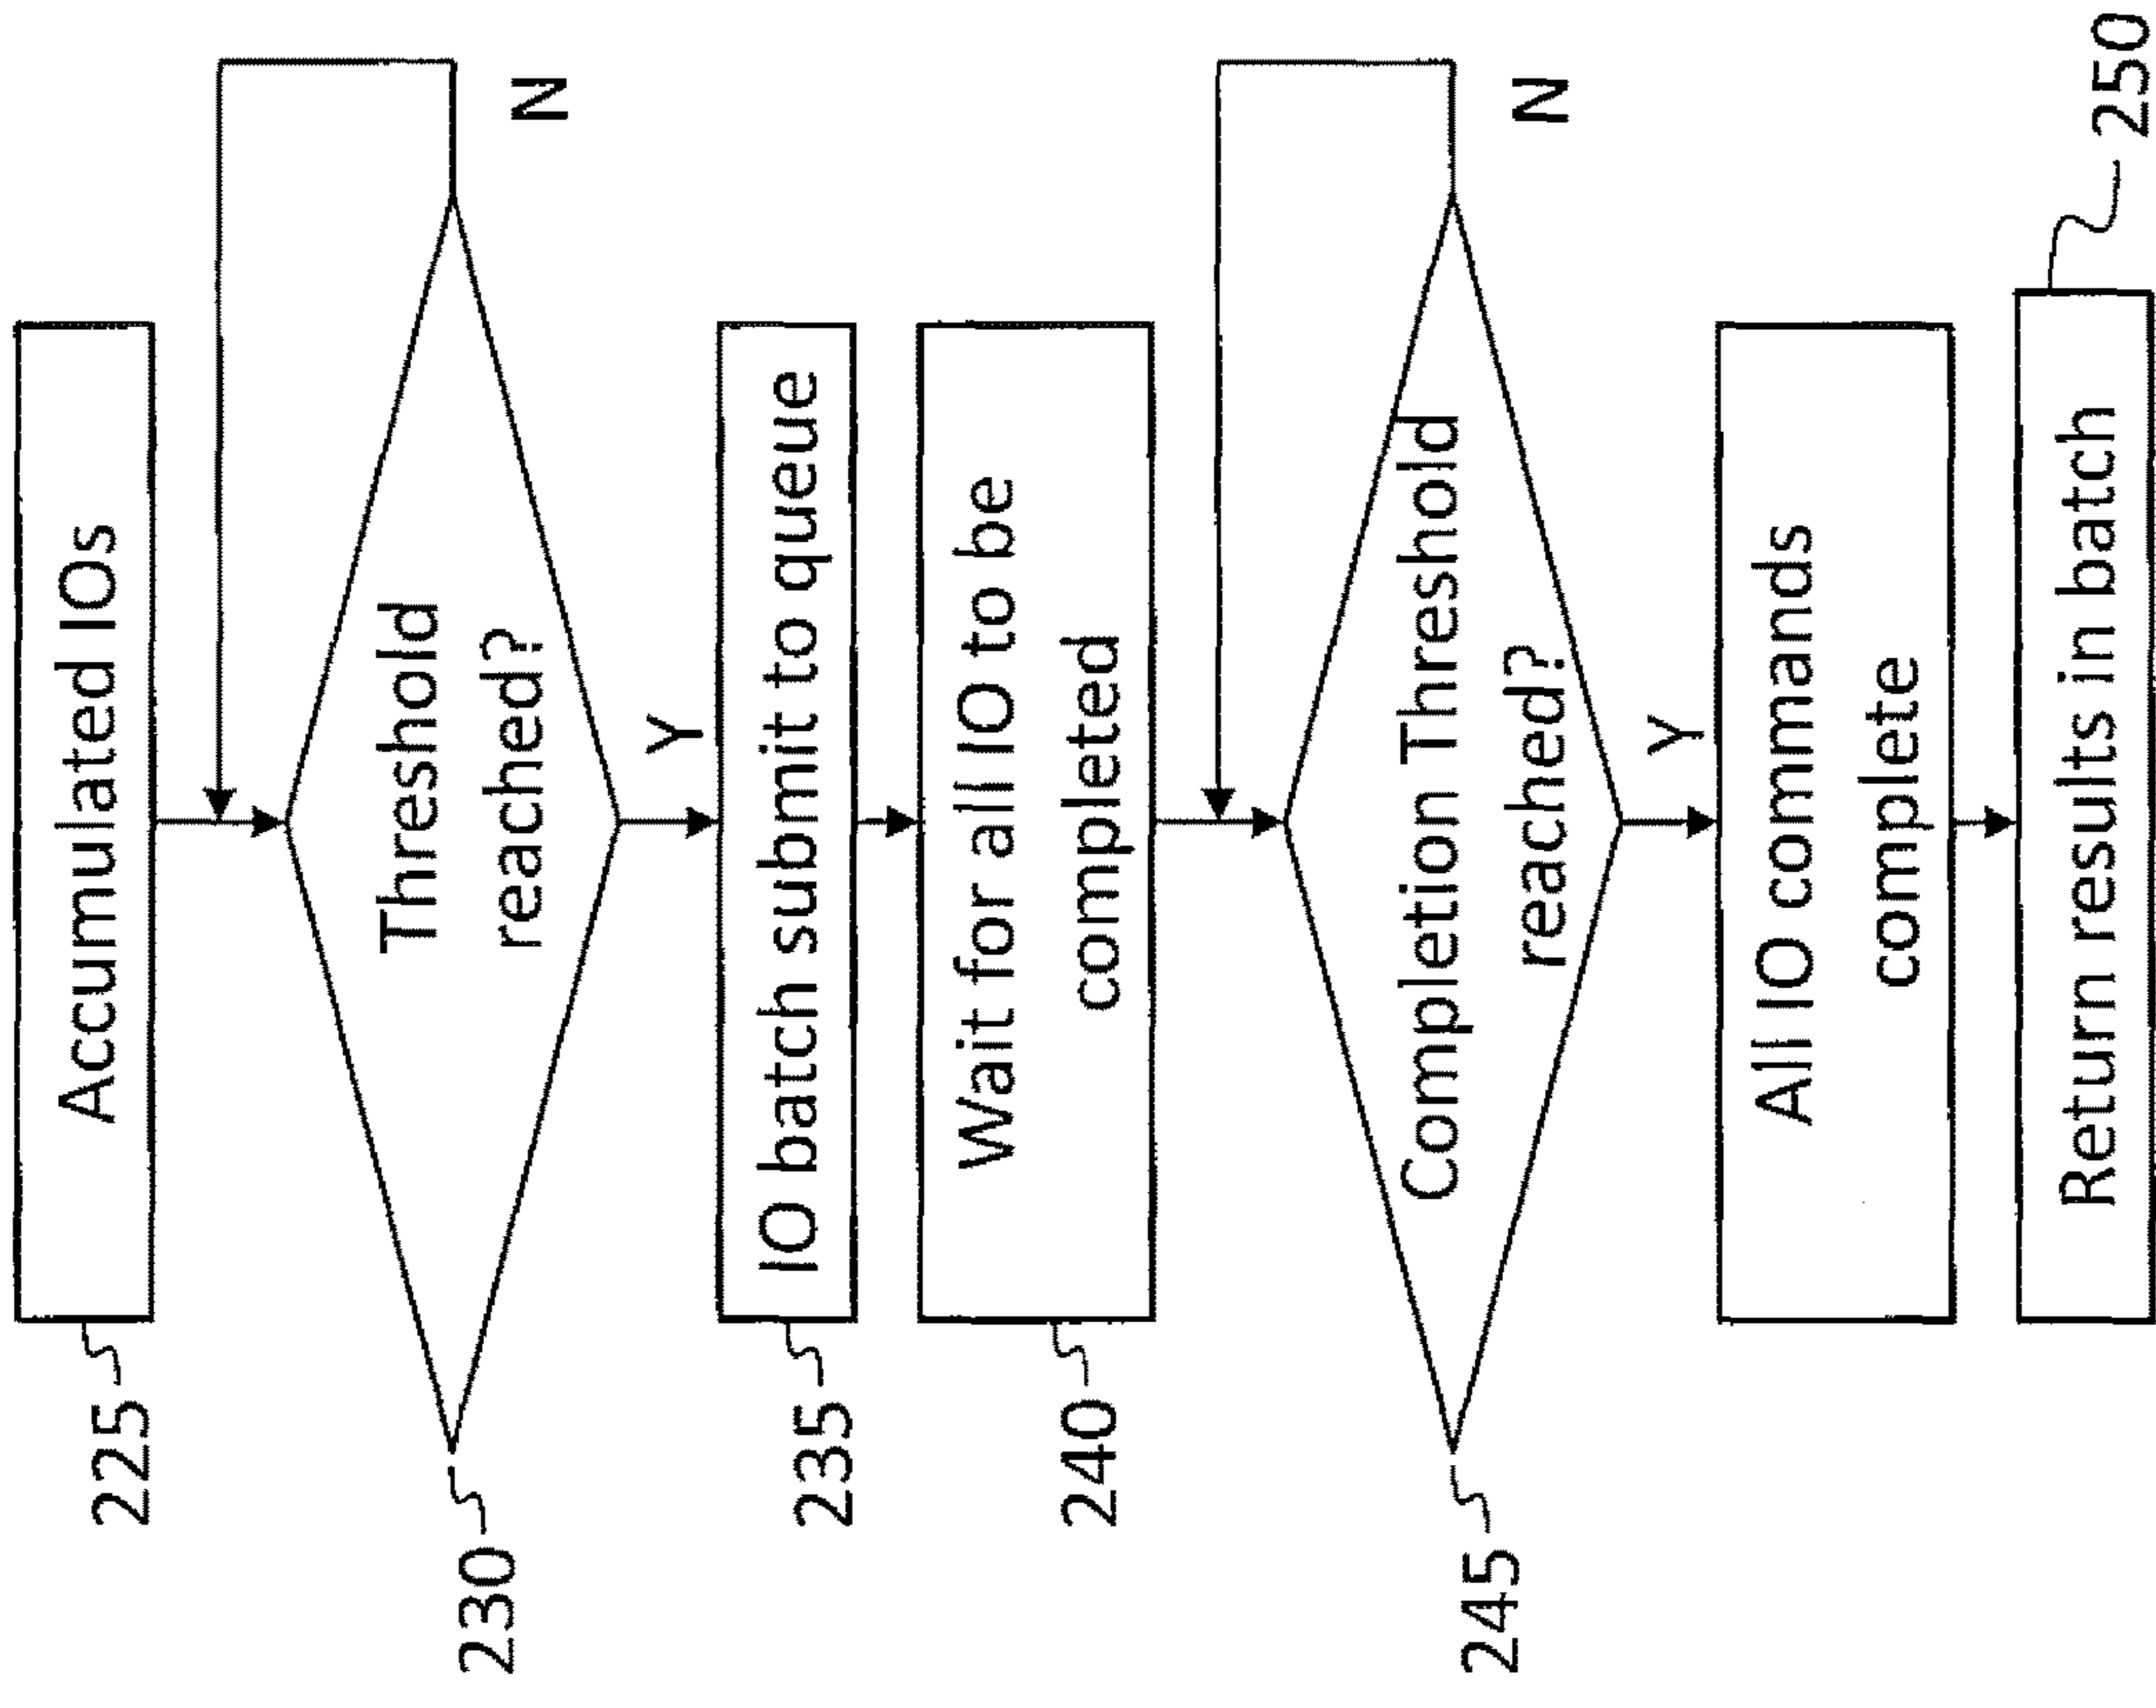 225
Accumulated IOs
230
Threshold
reached?
N
Y
235
IO batch submit to queue
240
Wait for all IO to be
completed
245
Completion Threshold
reached?
N
Y
All IO commands
complete
Return results in batch
250